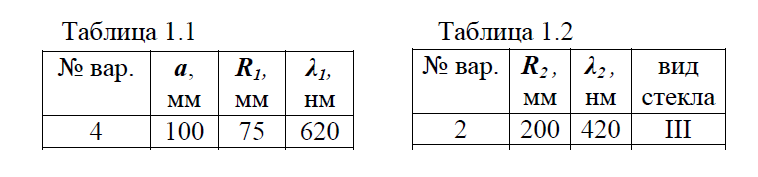 Таблица 1.1
№ вар. a, мм R1, мм λ1, нм
4 100 75 620
Таблица 1.2
№ вар. R2, мм λ2, нм вид стекла
2 200 420 III